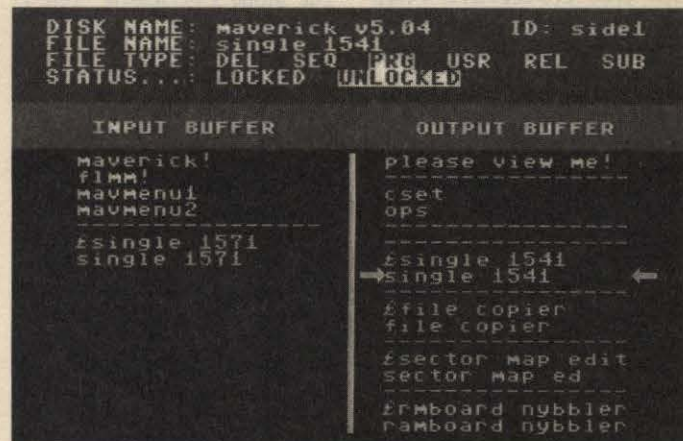 DISK NAME: maverick v5.04 ID: side1
FILE NAME: single 1541
FILE TYPE: DEL SEQ PRG USR REL SUB
STATUS...: LOCKED UNLOCKED
INPUT BUFFER
maverick!
flmm!
mavmenu1
mavmenu2
--------------------
£single 1571
single 1571
OUTPUT BUFFER
please view me!
----------------
cset
ops
----------------
----------------
£single 1541
single 1541
----------------
£file copier
file copier
----------------
£sector map edit
sector map ed
----------------
£rmboard nybbler
ramboard nybbler